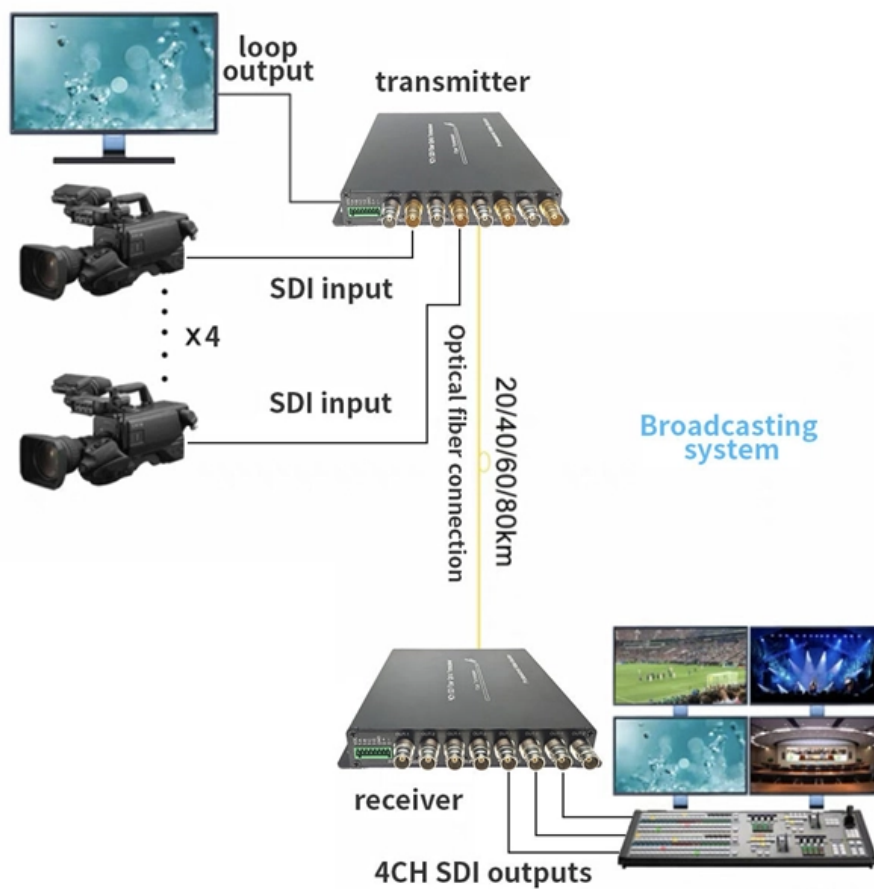 loop
output
transmitter
SDI input
x4
SDI input
Optical fiber connection
20/40/60/80km
Broadcasting
system
receiver
4CH SDI outputs